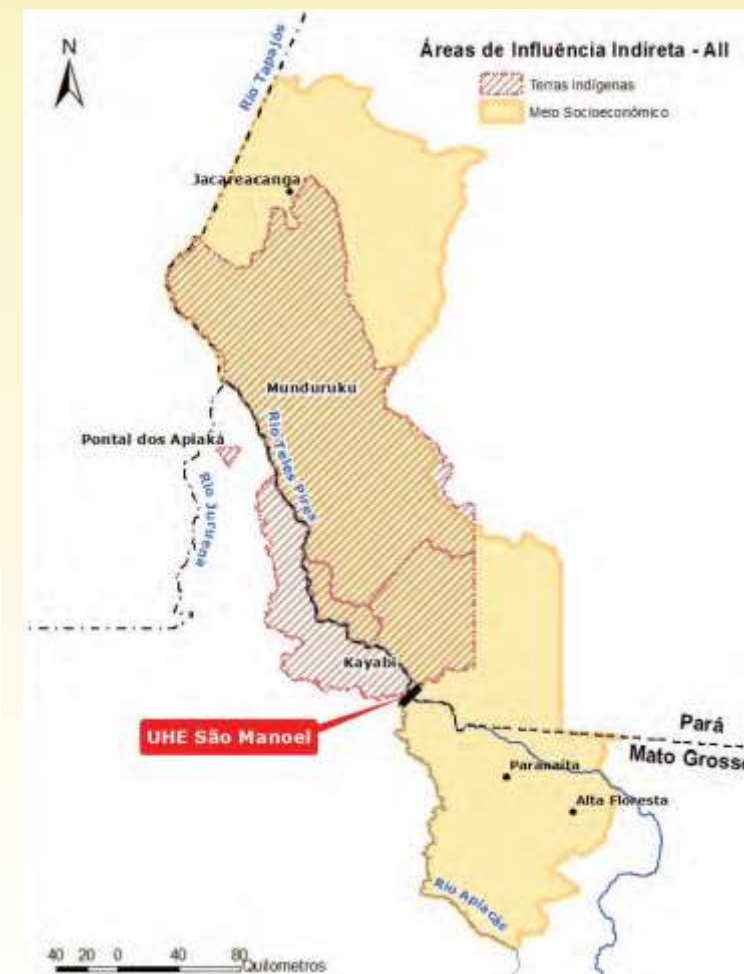 N
Áreas de Influência Indireta - AII
Terras Indígenas
Meio Socioeconômico
Rio Tapajós
Jacareacanga
Munduruku
Pontal dos Apiaká
Rio Teles Pires
Rio Juruena
Kayabi
UHE São Manoel
Pará
Mato Grosso
Paranaíta
Alta Floresta
Rio Apiacás
40 20 0 40 80
Quilometros